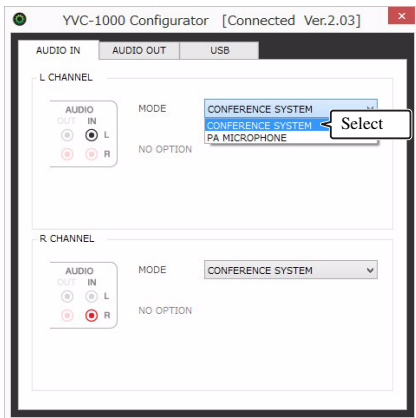 YVC-1000 Configurator [Connected Ver.2.03]
AUDIO IN AUDIO OUT USB
L CHANNEL
AUDIO
OUT IN
L
R
MODE CONFERENCE SYSTEM
CONFERENCE SYSTEM
PA MICROPHONE
Select
NO OPTION
R CHANNEL
AUDIO
OUT IN
L
R
MODE CONFERENCE SYSTEM
NO OPTION